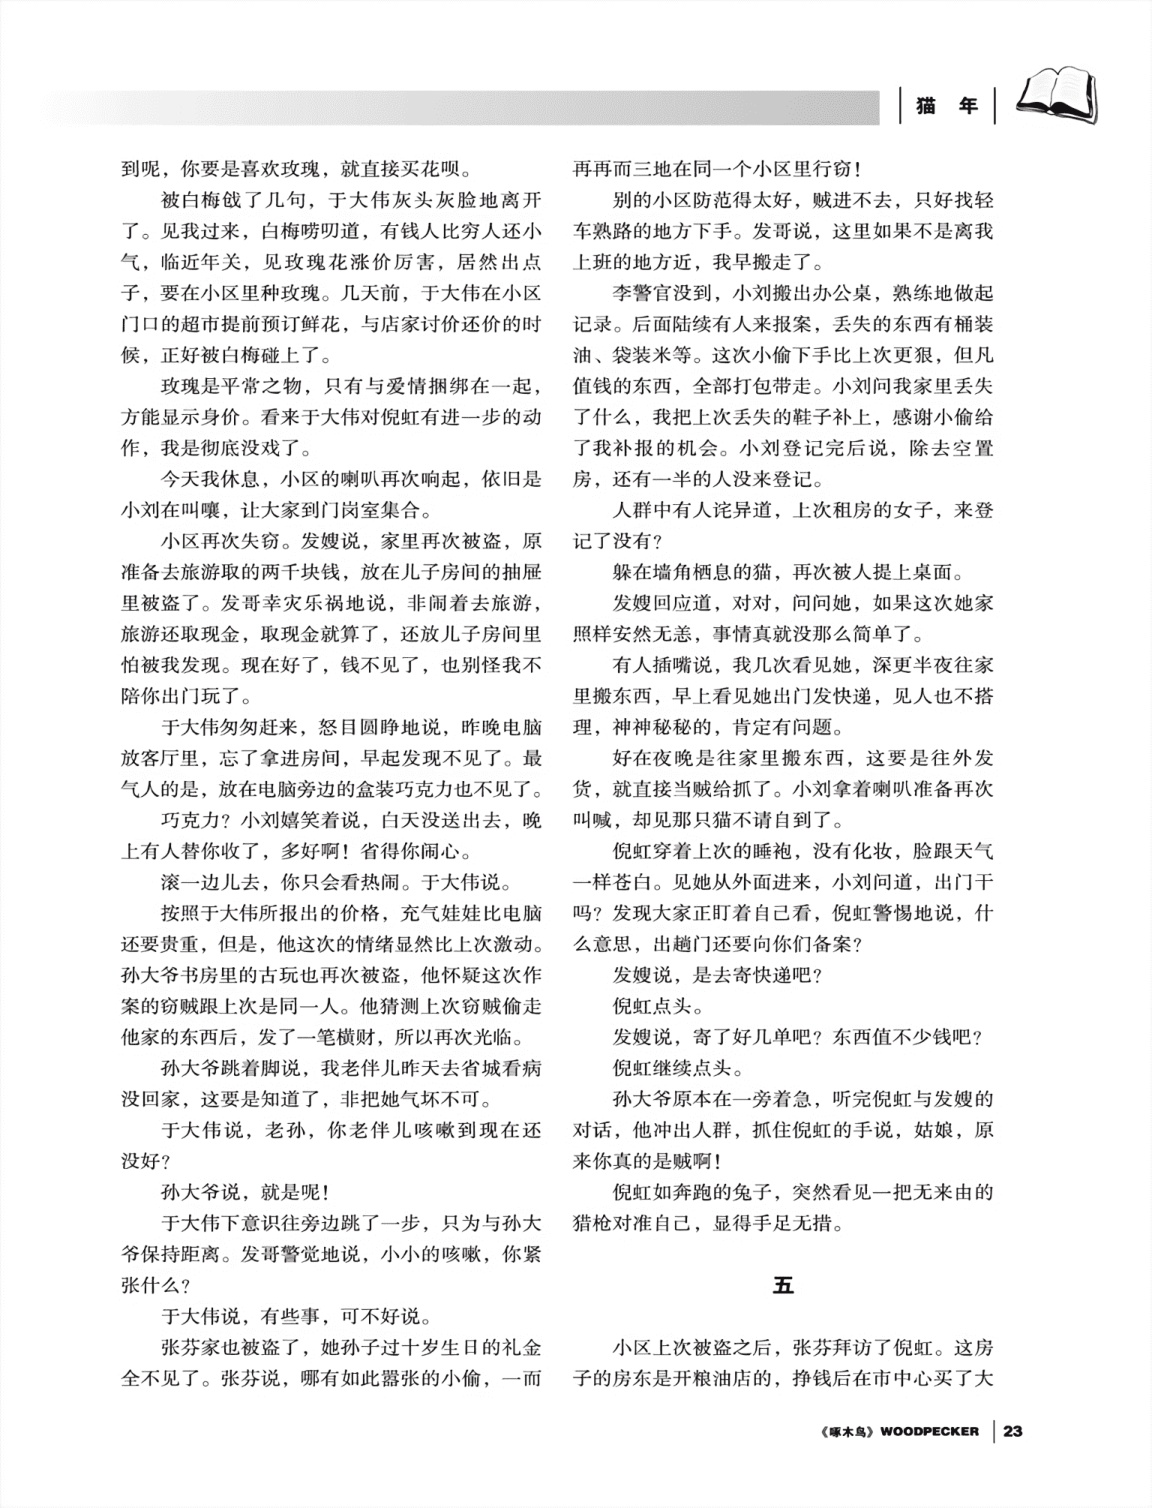 猫 年
到呢，你要是喜欢玫瑰，就直接买花呗。
被白梅戗了几句，于大伟灰头灰脸地离开
了。见我过来，白梅唠叨道，有钱人比穷人还小
气，临近年关，见玫瑰花涨价厉害，居然出点
子，要在小区里种玫瑰。几天前，于大伟在小区
门口的超市提前预订鲜花，与店家讨价还价的时
候，正好被白梅碰上了。
玫瑰是平常之物，只有与爱情捆绑在一起，
方能显示身价。看来于大伟对倪虹有进一步的动
作，我是彻底没戏了。
今天我休息，小区的喇叭再次响起，依旧是
小刘在叫嚷，让大家到门岗室集合。
小区再次失窃。发嫂说，家里再次被盗，原
准备去旅游取的两千块钱，放在儿子房间的抽屉
里被盗了。发哥幸灾乐祸地说，非闹着去旅游，
旅游还取现金，取现金就算了，还放儿子房间里
怕被我发现。现在好了，钱不见了，也别怪我不
陪你出门玩了。
于大伟匆匆赶来，怒目圆睁地说，昨晚电脑
放客厅里，忘了拿进房间，早起发现不见了。最
气人的是，放在电脑旁边的盒装巧克力也不见了。
巧克力？小刘嬉笑着说，白天没送出去，晚
上有人替你收了，多好啊！省得你闹心。
滚一边儿去，你只会看热闹。于大伟说。
按照于大伟所报出的价格，充气娃娃比电脑
还要贵重，但是，他这次的情绪显然比上次激动。
孙大爷书房里的古玩也再次被盗，他怀疑这次作
案的窃贼跟上次是同一人。他猜测上次窃贼偷走
他家的东西后，发了一笔横财，所以再次光临。
孙大爷跳着脚说，我老伴儿昨天去省城看病
没回家，这要是知道了，非把她气坏不可。
于大伟说，老孙，你老伴儿咳嗽到现在还
没好？
孙大爷说，就是呢！
于大伟下意识往旁边跳了一步，只为与孙大
爷保持距离。发哥警觉地说，小小的咳嗽，你紧
张什么？
于大伟说，有些事，可不好说。
张芬家也被盗了，她孙子过十岁生日的礼金
全不见了。张芬说，哪有如此嚣张的小偷，一而
再再而三地在同一个小区里行窃！
别的小区防范得太好，贼进不去，只好找轻
车熟路的地方下手。发哥说，这里如果不是离我
上班的地方近，我早搬走了。
李警官没到，小刘搬出办公桌，熟练地做起
记录。后面陆续有人来报案，丢失的东西有桶装
油、袋装米等。这次小偷下手比上次更狠，但凡
值钱的东西，全部打包带走。小刘问我家里丢失
了什么，我把上次丢失的鞋子补上，感谢小偷给
了我补报的机会。小刘登记完后说，除去空置
房，还有一半的人没来登记。
人群中有人诧异道，上次租房的女子，来登
记了没有？
躲在墙角栖息的猫，再次被人提上桌面。
发嫂回应道，对对，问问她，如果这次她家
照样安然无恙，事情真就没那么简单了。
有人插嘴说，我几次看见她，深更半夜往家
里搬东西，早上看见她出门发快递，见人也不搭
理，神神秘秘的，肯定有问题。
好在夜晚是往家里搬东西，这要是往外发
货，就直接当贼给抓了。小刘拿着喇叭准备再次
叫喊，却见那只猫不请自到了。
倪虹穿着上次的睡袍，没有化妆，脸跟天气
一样苍白。见她从外面进来，小刘问道，出门干
吗？发现大家正盯着自己看，倪虹警惕地说，什
么意思，出趟门还要向你们备案？
发嫂说，是去寄快递吧？
倪虹点头。
发嫂说，寄了好几单吧？东西值不少钱吧？
倪虹继续点头。
孙大爷原本在一旁着急，听完倪虹与发嫂的
对话，他冲出人群，抓住倪虹的手说，姑娘，原
来你真的是贼啊！
倪虹如奔跑的兔子，突然看见一把无来由的
猎枪对准自己，显得手足无措。
五
小区上次被盗之后，张芬拜访了倪虹。这房
子的房东是开粮油店的，挣钱后在市中心买了大
《啄木鸟》WOODPECKER 23